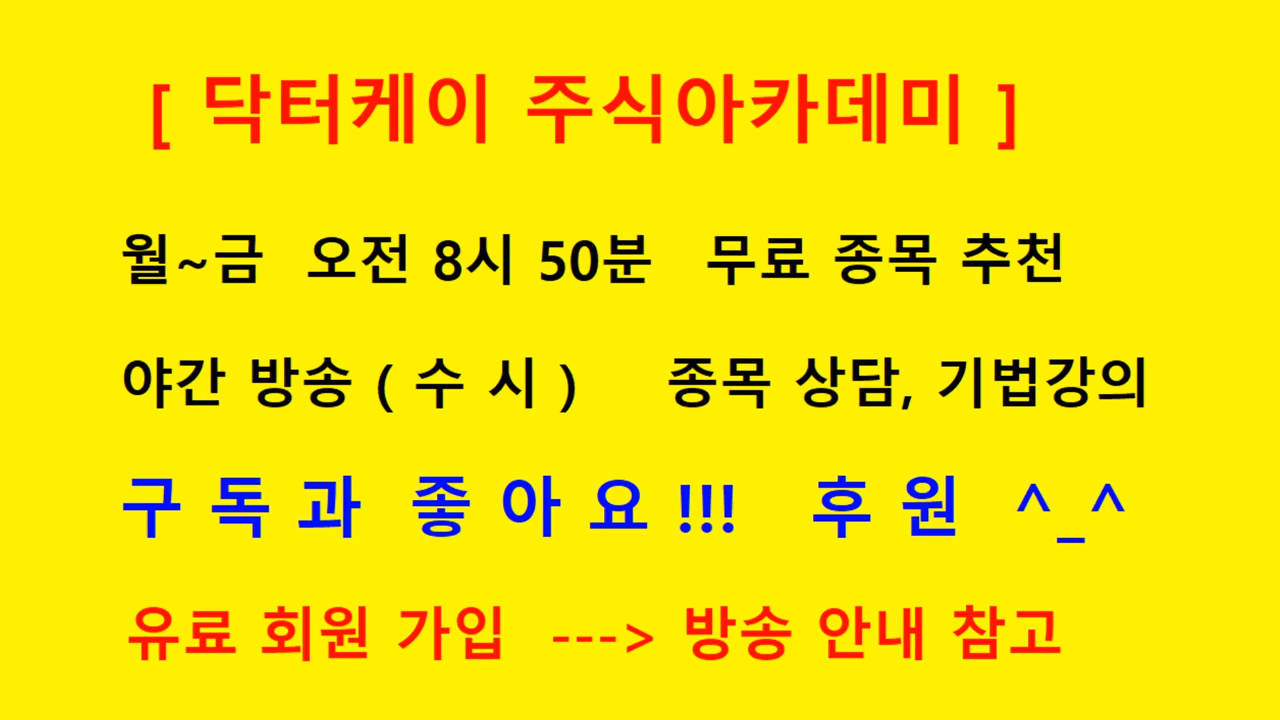 [ 닥터케이 주식아카데미 ]
월~금 오전 8시 50분 무료 종목 추천
야간 방송 ( 수 시 ) 종목 상담, 기법강의
구 독 과 좋 아 요 !!! 후 원 ^_^
유료 회원 가입 ---> 방송 안내 참고